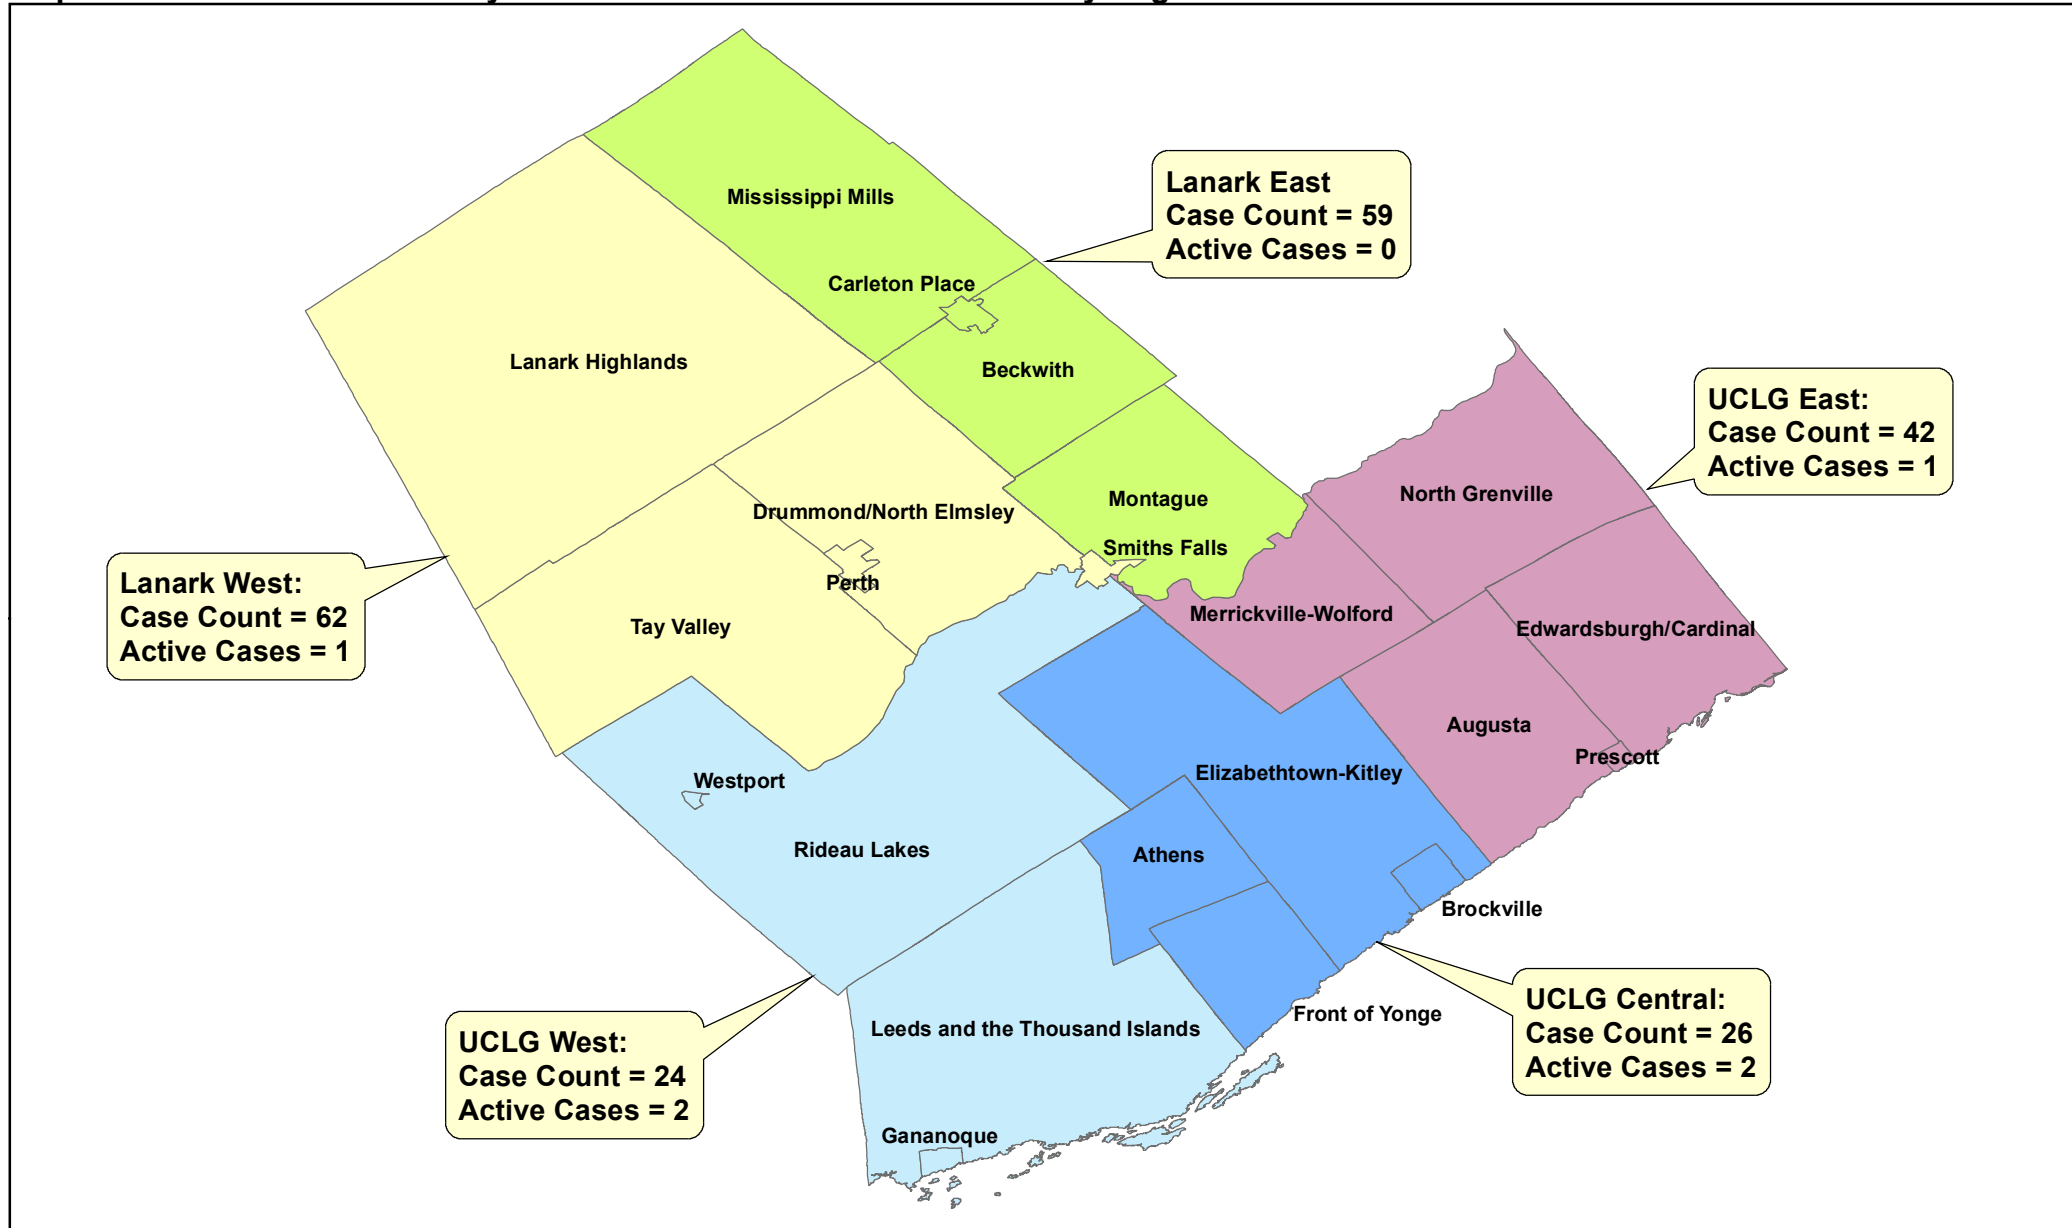 Mississippi Mills
Lanark East
Case Count = 59
Active Cases = 0
Carleton Place
Lanark Highlands
Beckwith
UCLG East:
Case Count = 42
Active Cases = 1
North Grenville
Montague
Drummond/North Elmsley
Smiths Falls
Perth
Lanark West:
Case Count = 62
Active Cases = 1
Tay Valley
Merrickville-Wolford
Edwardsburgh/Cardinal
Augusta
Prescott
Westport
Elizabethtown-Kitley
Rideau Lakes
Athens
Brockville
UCLG Central:
Case Count = 26
Active Cases = 2
Front of Yonge
Leeds and the Thousand Islands
UCLG West:
Case Count = 24
Active Cases = 2
Gananoque